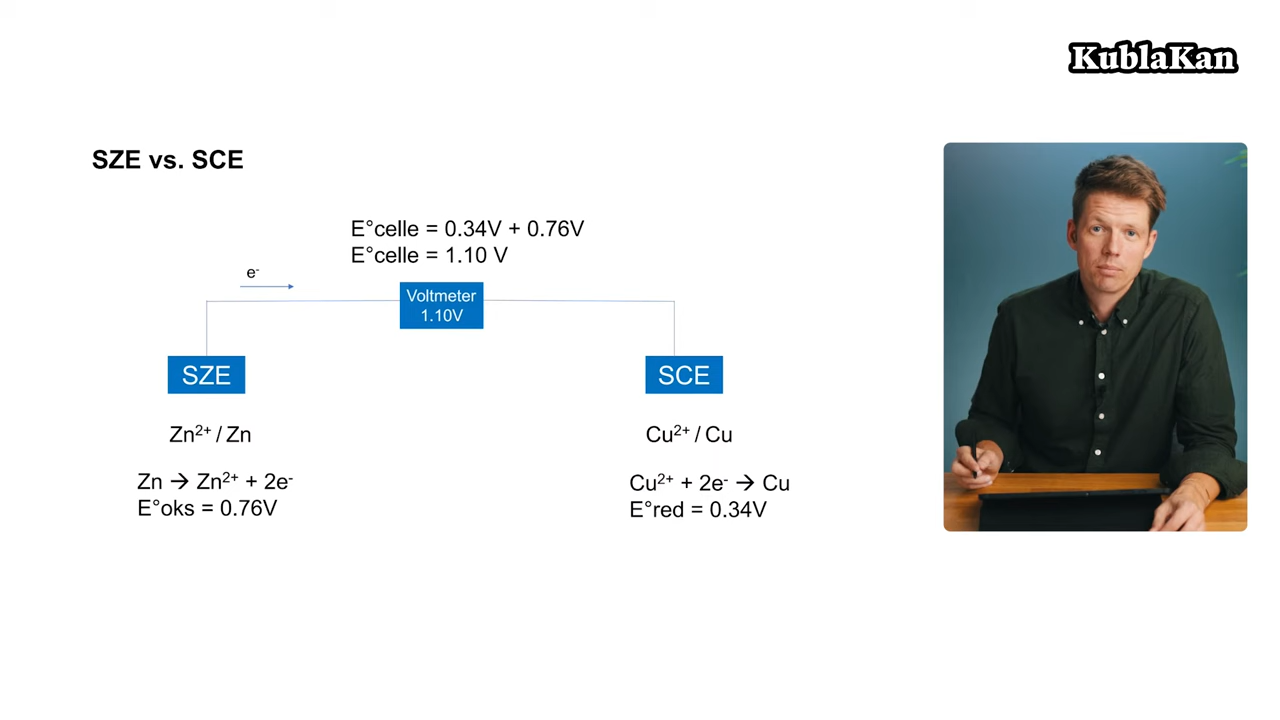 KublaKan
SZE vs. SCE
E°celle = 0.34V + 0.76V
E°celle = 1.10 V
e⁻
Voltmeter
1.10V
SZE
SCE
Zn²⁺ / Zn
Cu²⁺ / Cu
Zn → Zn²⁺ + 2e⁻
E°oks = 0.76V
Cu²⁺ + 2e⁻ → Cu
E°red = 0.34V